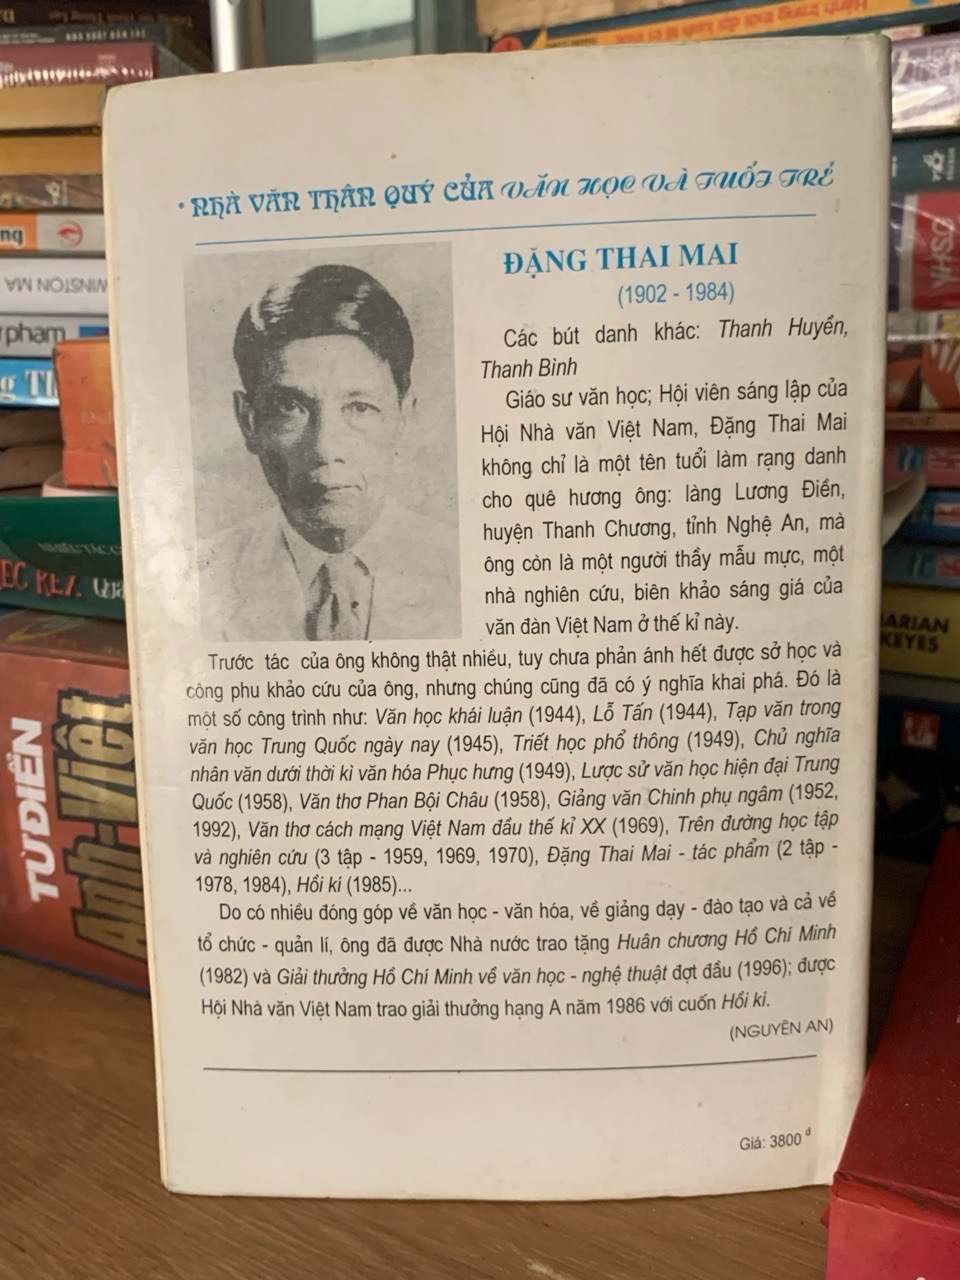 • NHÀ VĂN THÂN QUÝ CỦA VĂN HỌC VÀ TUỔI TRẺ
ĐẶNG THAI MAI
(1902 - 1984)
Các bút danh khác: Thanh Huyền,
Thanh Bình
Giáo sư văn học; Hội viên sáng lập của
Hội Nhà văn Việt Nam, Đặng Thai Mai
không chỉ là một tên tuổi làm rạng danh
cho quê hương ông: làng Lương Điền,
huyện Thanh Chương, tỉnh Nghệ An, mà
ông còn là một người thầy mẫu mực, một
nhà nghiên cứu, biên khảo sáng giá của
văn đàn Việt Nam ở thế kỉ này.
Trước tác của ông không thật nhiều, tuy chưa phản ánh hết được sở học và
công phu khảo cứu của ông, nhưng chúng cũng đã có ý nghĩa khai phá. Đó là
một số công trình như: Văn học khái luận (1944), Lỗ Tấn (1944), Tạp văn trong
văn học Trung Quốc ngày nay (1945), Triết học phổ thông (1949), Chủ nghĩa
nhân văn dưới thời kì văn hóa Phục hưng (1949), Lược sử văn học hiện đại Trung
Quốc (1958), Văn thơ Phan Bội Châu (1958), Giảng văn Chinh phụ ngâm (1952,
1992), Văn thơ cách mạng Việt Nam đầu thế kỉ XX (1969), Trên đường học tập
và nghiên cứu (3 tập - 1959, 1969, 1970), Đặng Thai Mai - tác phẩm (2 tập -
1978, 1984), Hồi kí (1985)...
Do có nhiều đóng góp về văn học - văn hóa, về giảng dạy - đào tạo và cả về
tổ chức - quản lí, ông đã được Nhà nước trao tặng Huân chương Hồ Chí Minh
(1982) và Giải thưởng Hồ Chí Minh về văn học - nghệ thuật đợt đầu (1996); được
Hội Nhà văn Việt Nam trao giải thưởng hạng A năm 1986 với cuốn Hồi kí.
(NGUYÊN AN)
Giá: 3800 đ
WINSTON MA
pham
TỪ ĐIỂN
Anh-Việt
ARIAN
KEYES